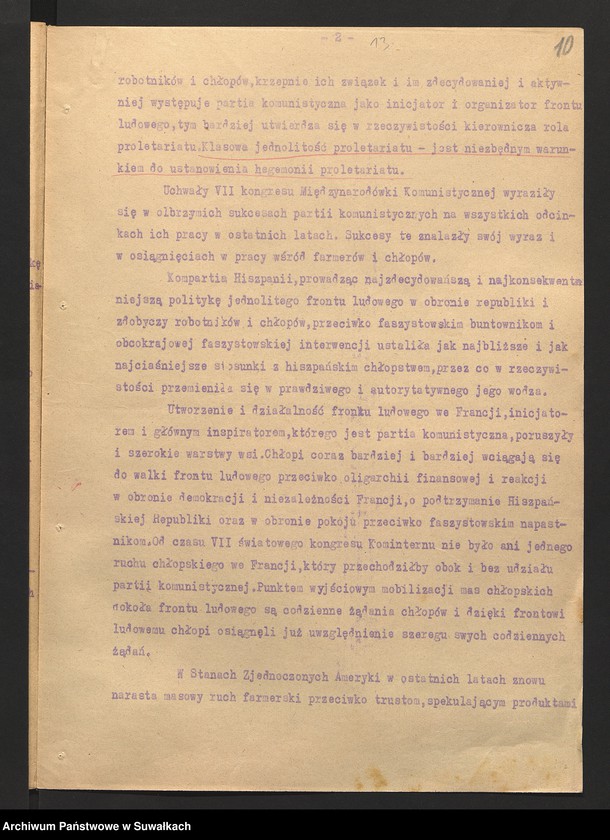 - 2 -
13.
10
robotników i chłopów,krzepnie ich związek i im zdecydowaniej i aktyw-
niej występuje partia komunistyczna jako inicjator i organizator frontu
ludowego,tym bardziej utwierdza się w rzeczywistości kierownicza rola
proletariatu.Klasowa jednolitość proletariatu - jest niezbędnym warun-
kiem do ustanowienia hegemonii proletariatu.
Uchwały VII kongresu Międzynarodówki Komunistycznej wyraziły
się w olbrzymich sukcesach partii komunistycznych na wszystkich odcin-
kach ich pracy w ostatnich latach. Sukcesy te znalazły swój wyraz i
w osiągnięciach w pracy wśród farmerów i chłopów.
Kompartia Hiszpanii,prowadząc najzdecydowańszą i najkonsekwentn
niejszą politykę jednolitego frontu ludowego w obronie republiki i
zdobyczy robotników i chłopów,przeciwko faszystowskim buntownikom i
obcokrajowej faszystowskiej interwencji ustaliła jak najbliższe i jak
najciaśniejsze stosunki z hiszpańskim chłopstwem,przez co w rzeczywi-
stości przemieniła się w prawdziwego i autorytatywnego jego wodza.
Utworzenie i działalność frontu ludowego we Francji,inicjato-
rem i głównym inspiratorem,którego jest partia komunistyczna,poruszyły
i szerokie warstwy wsi.Chłopi coraz bardziej i bardziej wciągają się
do walki frontu ludowego przeciwko oligarchii finansowej i reakcji
w obronie demokracji i niezależności Francji,o podtrzymanie Hiszpań-
skiej Republiki oraz w obronie pokoju przeciwko faszystowskim napast-
nikom.Od czasu VII światowego kongresu Kominternu nie było ani jednego
ruchu chłopskiego we Francji,który przechodziłby obok i bez udziału
partii komunistycznej.Punktem wyjściowym mobilizacji mas chłopskich
dokoła frontu ludowego są codzienne żądania chłopów i dzięki frontowi
ludowemu chłopi osiągnęli już uwzględnienie szeregu swych codziennych
żądań.
W Stanach Zjednoczonych Ameryki w ostatnich latach znowu
narasta masowy ruch farmerski przeciwko trustom,spekulającym produktami
Archiwum Państwowe w Suwałkach